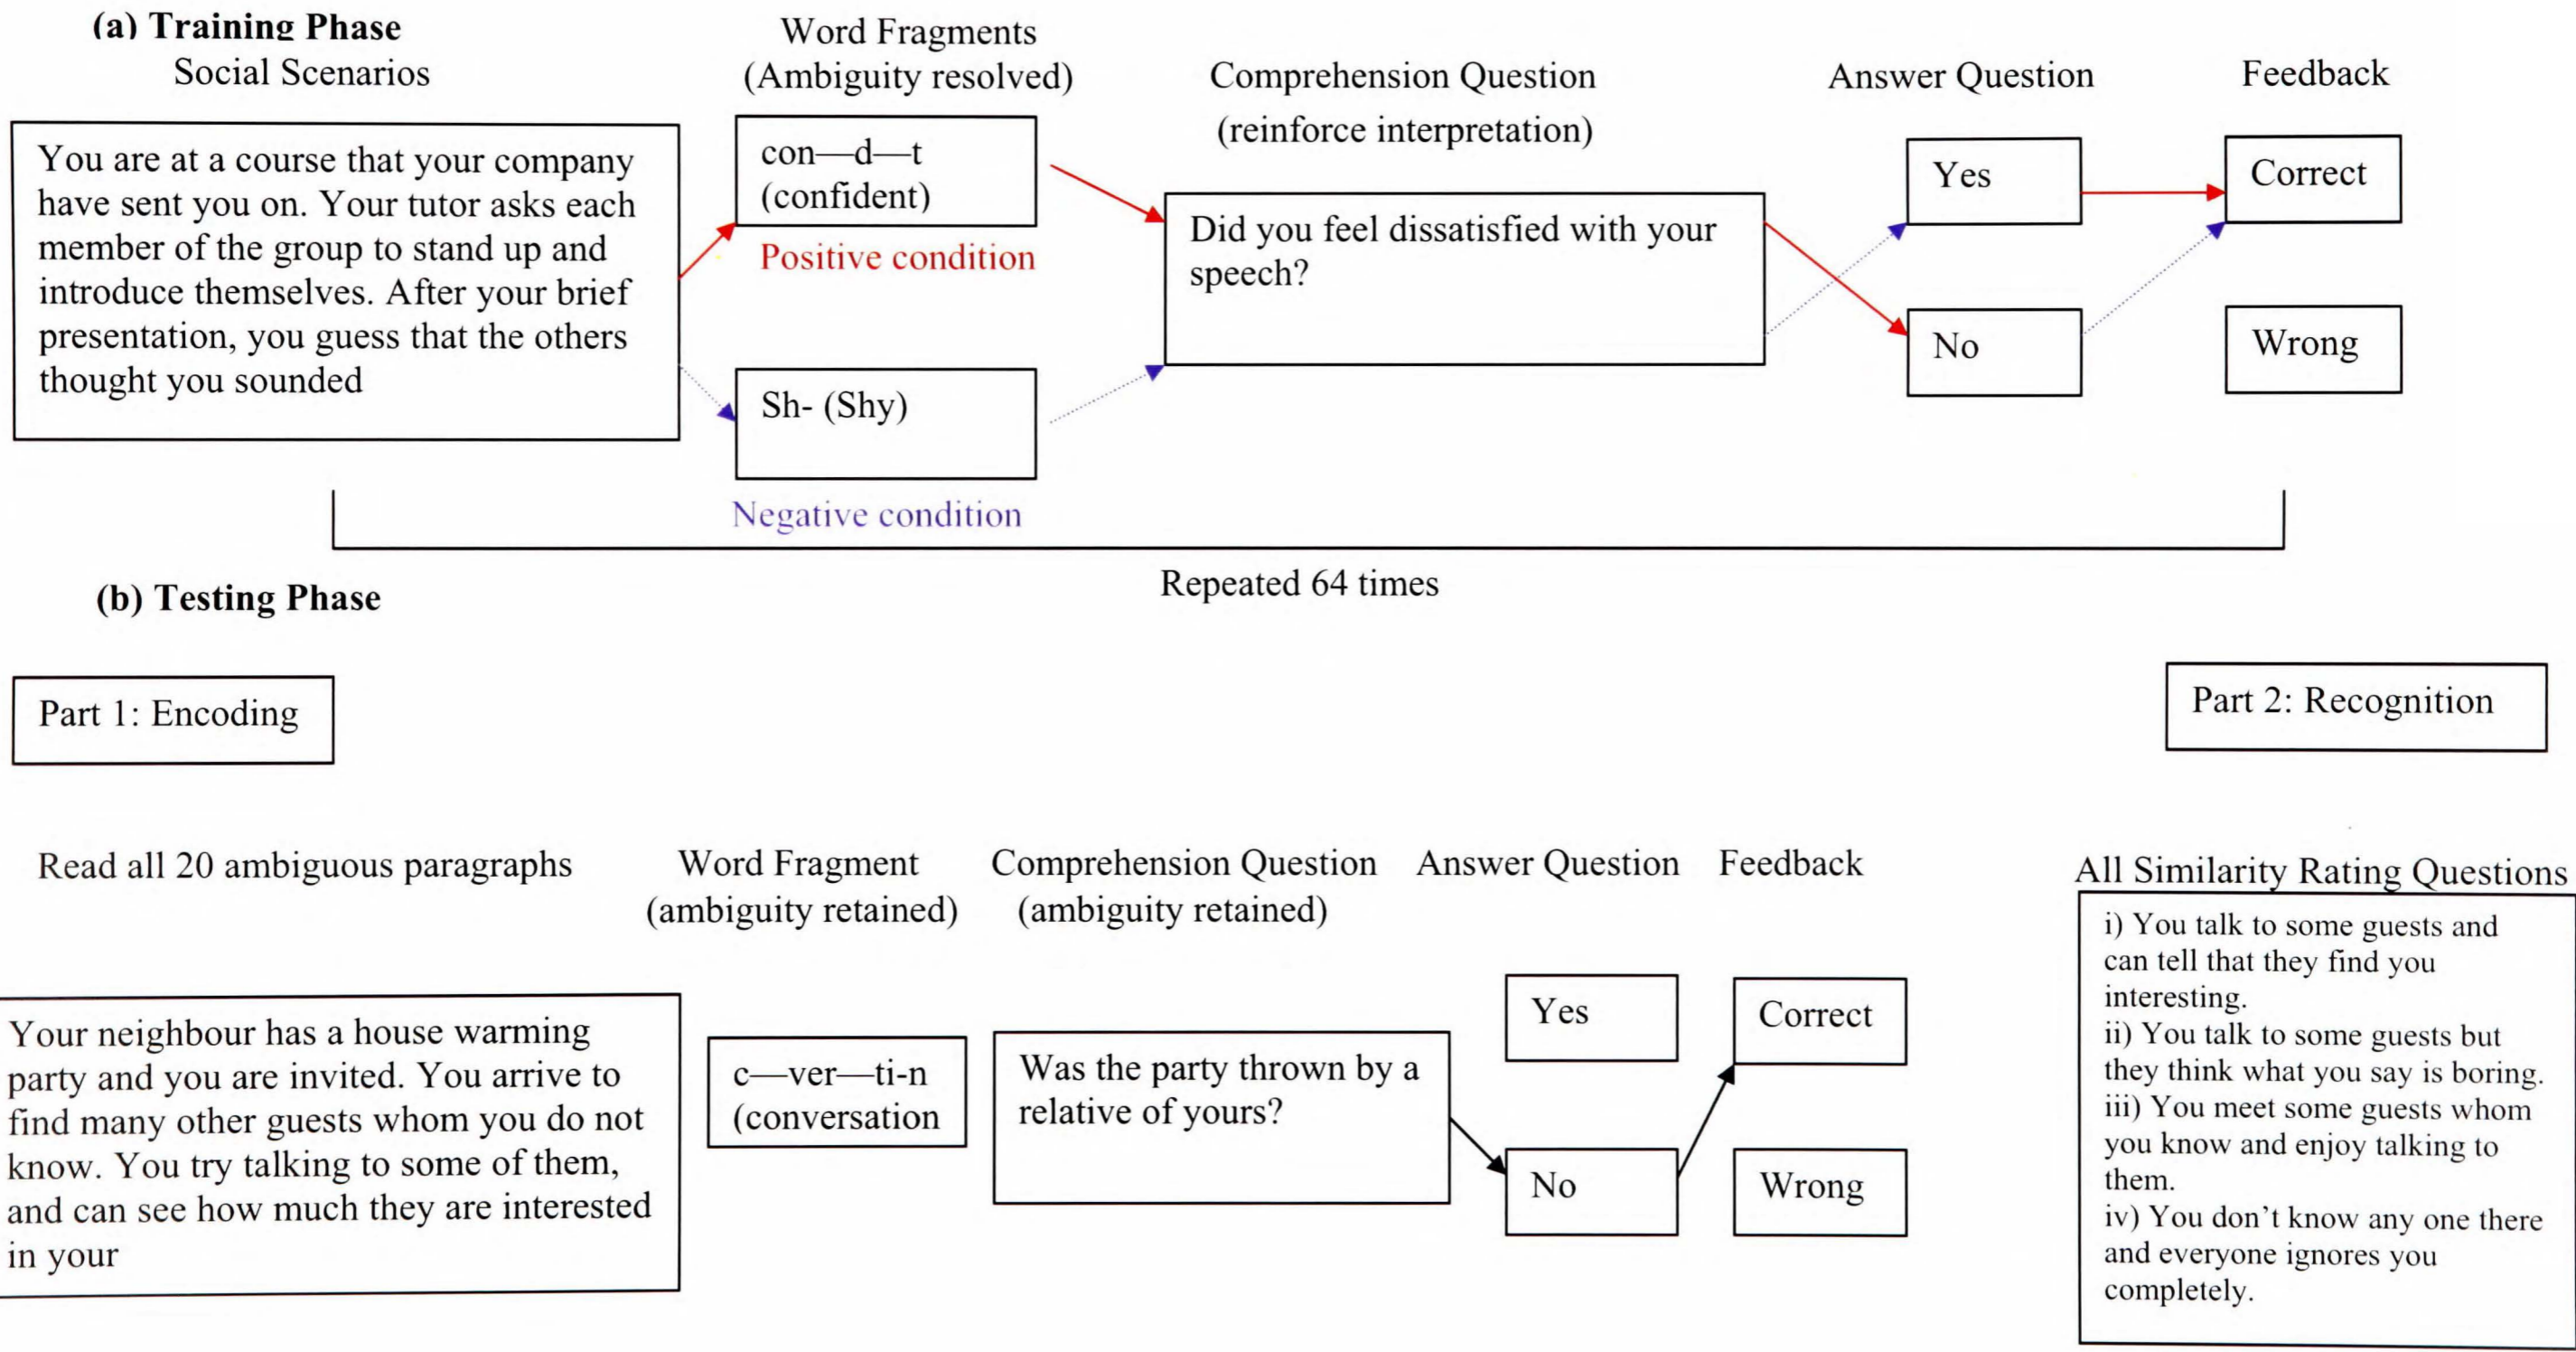 (a) Training Phase
Social Scenarios
Word Fragments
(Ambiguity resolved)
Comprehension Question
(reinforce interpretation)
Answer Question
Feedback
You are at a course that your company
have sent you on. Your tutor asks each
member of the group to stand up and
introduce themselves. After your brief
presentation, you guess that the others
thought you sounded
con—d—t
(confident)
Positive condition
Sh- (Shy)
Negative condition
Did you feel dissatisfied with your
speech?
Yes
No
Correct
Wrong
Repeated 64 times
(b) Testing Phase
Part 1: Encoding
Part 2: Recognition
Read all 20 ambiguous paragraphs
Word Fragment
(ambiguity retained)
Comprehension Question
(ambiguity retained)
Answer Question
Feedback
All Similarity Rating Questions
Your neighbour has a house warming
party and you are invited. You arrive to
find many other guests whom you do not
know. You try talking to some of them,
and can see how much they are interested
in your
c—ver—ti-n
(conversation
Was the party thrown by a
relative of yours?
Yes
No
Correct
Wrong
i) You talk to some guests and
can tell that they find you
interesting.
ii) You talk to some guests but
they think what you say is boring.
iii) You meet some guests whom
you know and enjoy talking to
them.
iv) You don't know any one there
and everyone ignores you
completely.